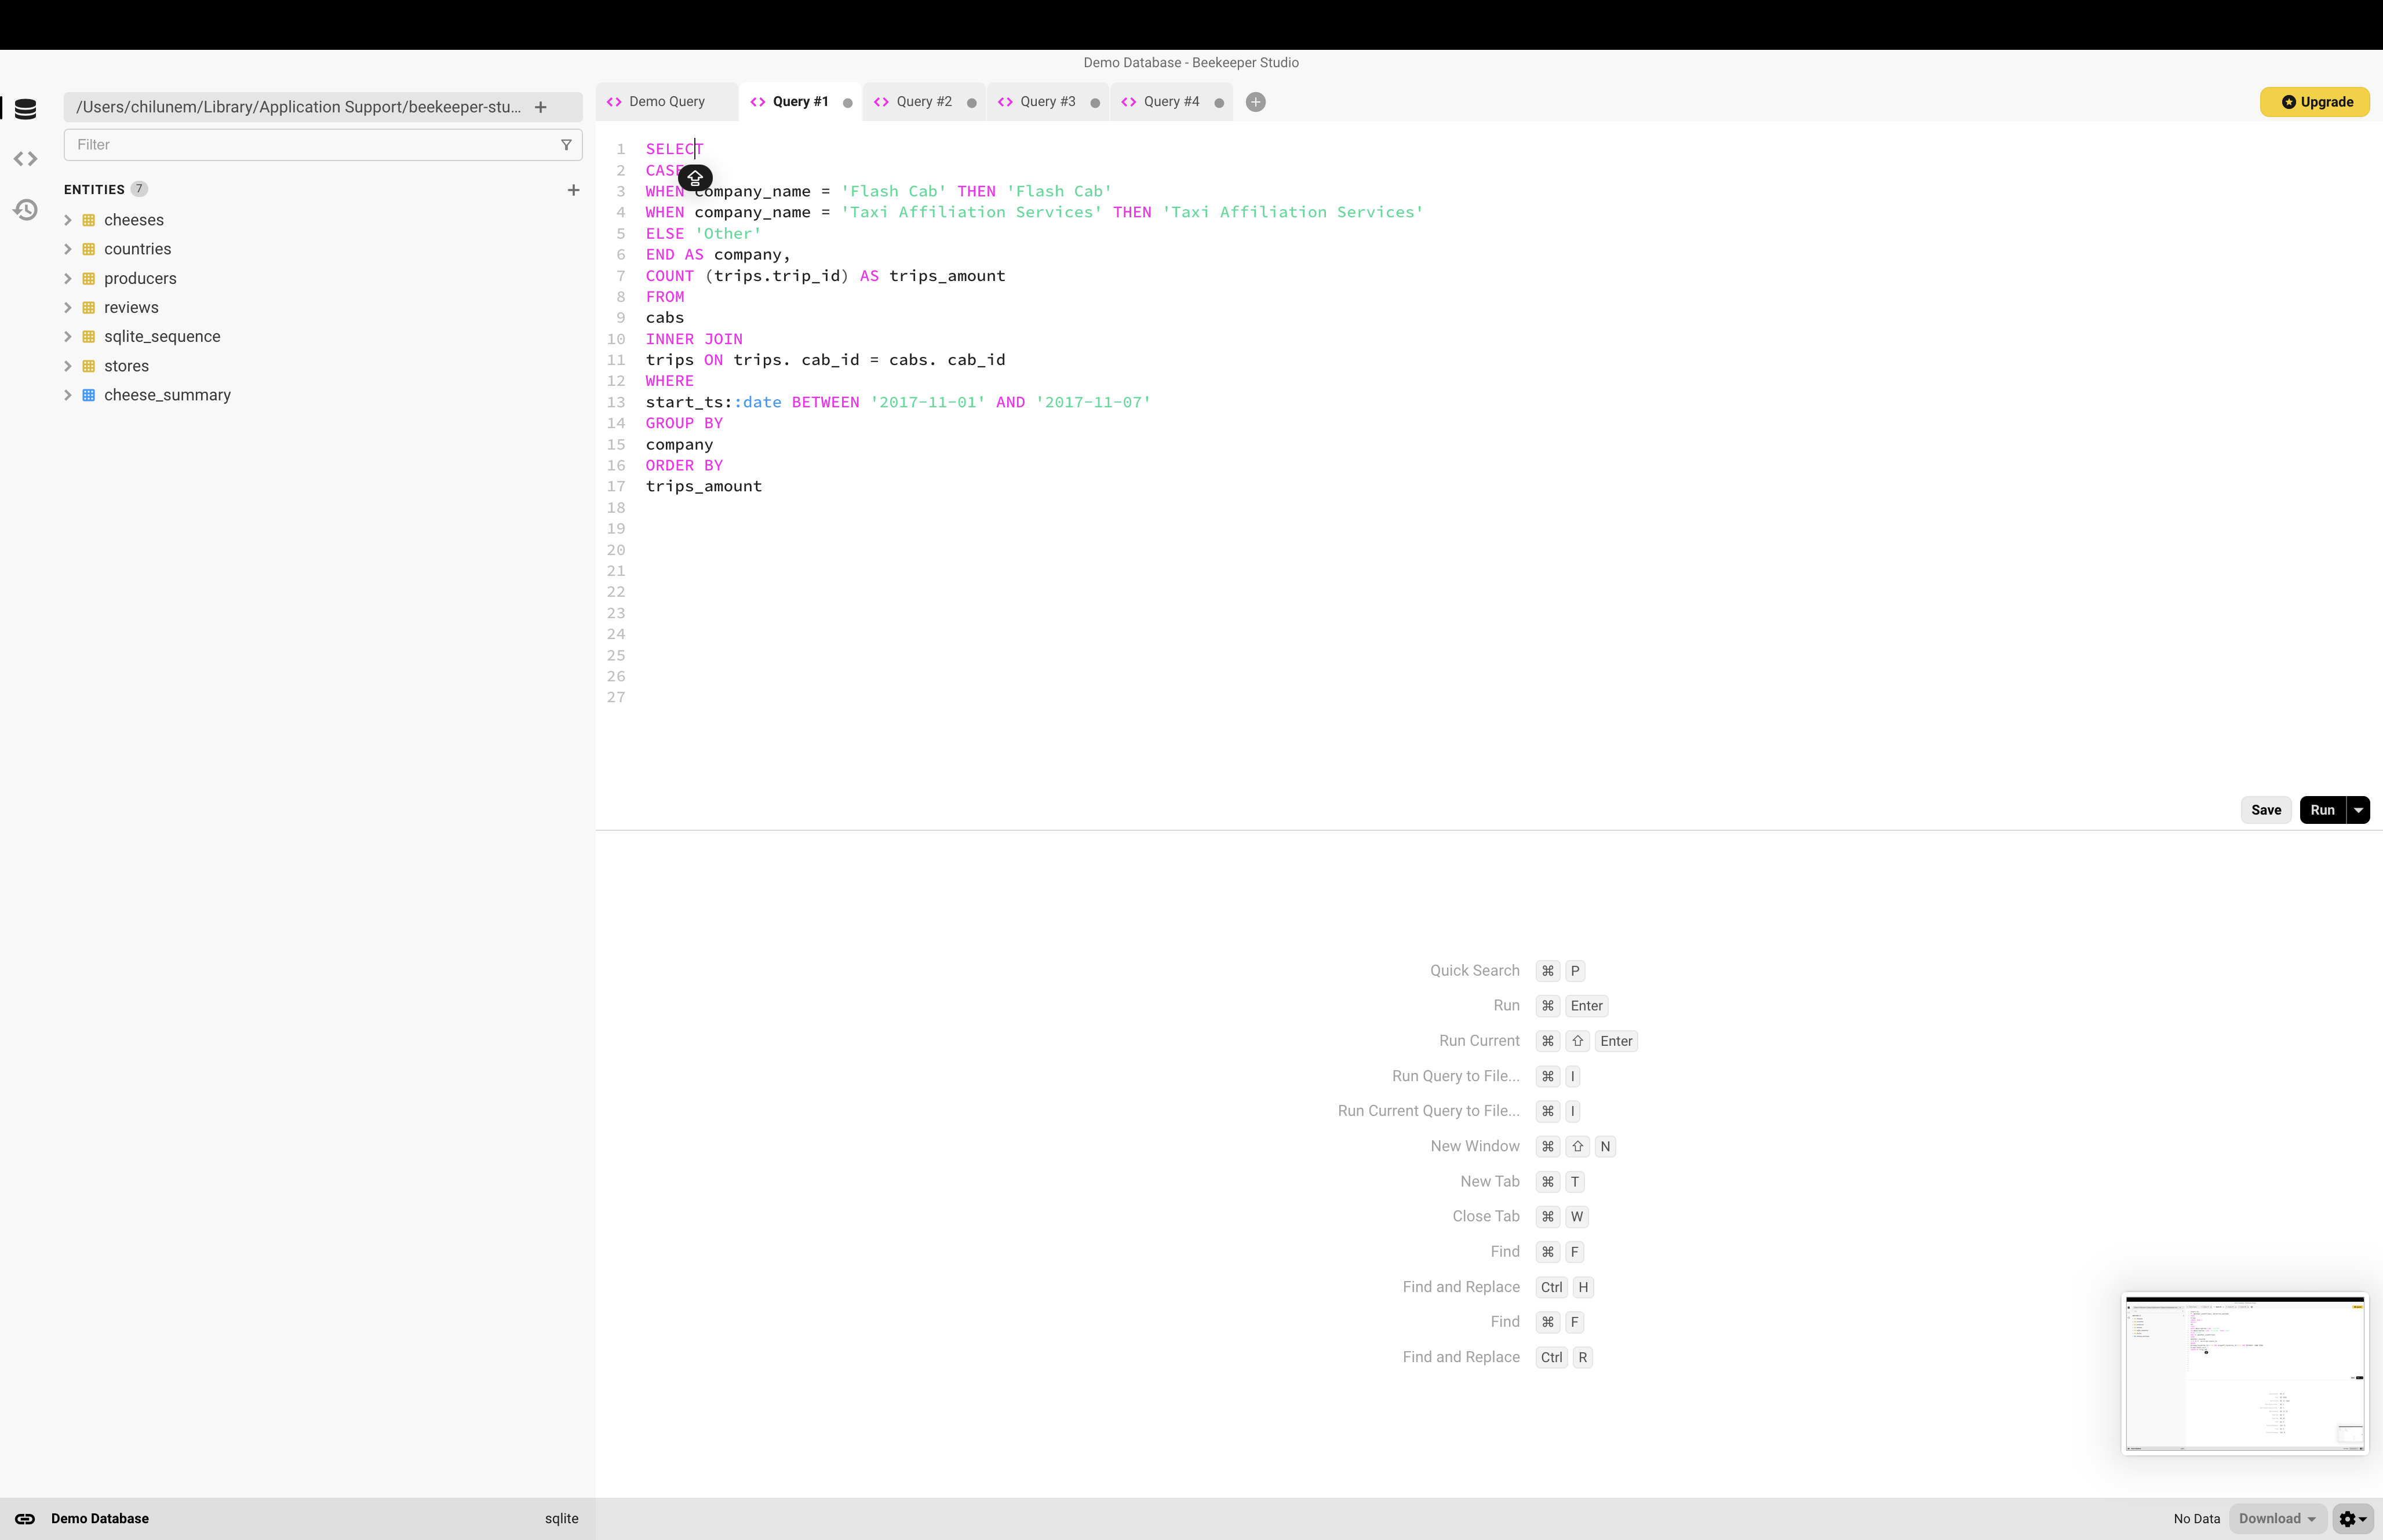 Demo Database - Beekeeper Studio
/Users/chilunem/Library/Application Support/beekeeper-stu...
Filter
ENTITIES 7
cheeses
countries
producers
reviews
sqlite_sequence
stores
cheese_summary
Demo Query
Query #1
Query #2
Query #3
Query #4
Upgrade
1 SELECT
2 CASE
3 WHEN company_name = 'Flash Cab' THEN 'Flash Cab'
4 WHEN company_name = 'Taxi Affiliation Services' THEN 'Taxi Affiliation Services'
5 ELSE 'Other'
6 END AS company,
7 COUNT (trips.trip_id) AS trips_amount
8 FROM
9 cabs
10 INNER JOIN
11 trips ON trips. cab_id = cabs. cab_id
12 WHERE
13 start_ts::date BETWEEN '2017-11-01' AND '2017-11-07'
14 GROUP BY
15 company
16 ORDER BY
17 trips_amount
18
19
20
21
22
23
24
25
26
27
Save
Run
Quick Search ⌘ P
Run ⌘ Enter
Run Current ⌘ ⇧ Enter
Run Query to File... ⌘ I
Run Current Query to File... ⌘ I
New Window ⌘ ⇧ N
New Tab ⌘ T
Close Tab ⌘ W
Find ⌘ F
Find and Replace Ctrl H
Find ⌘ F
Find and Replace Ctrl R
Demo Database
sqlite
No Data
Download